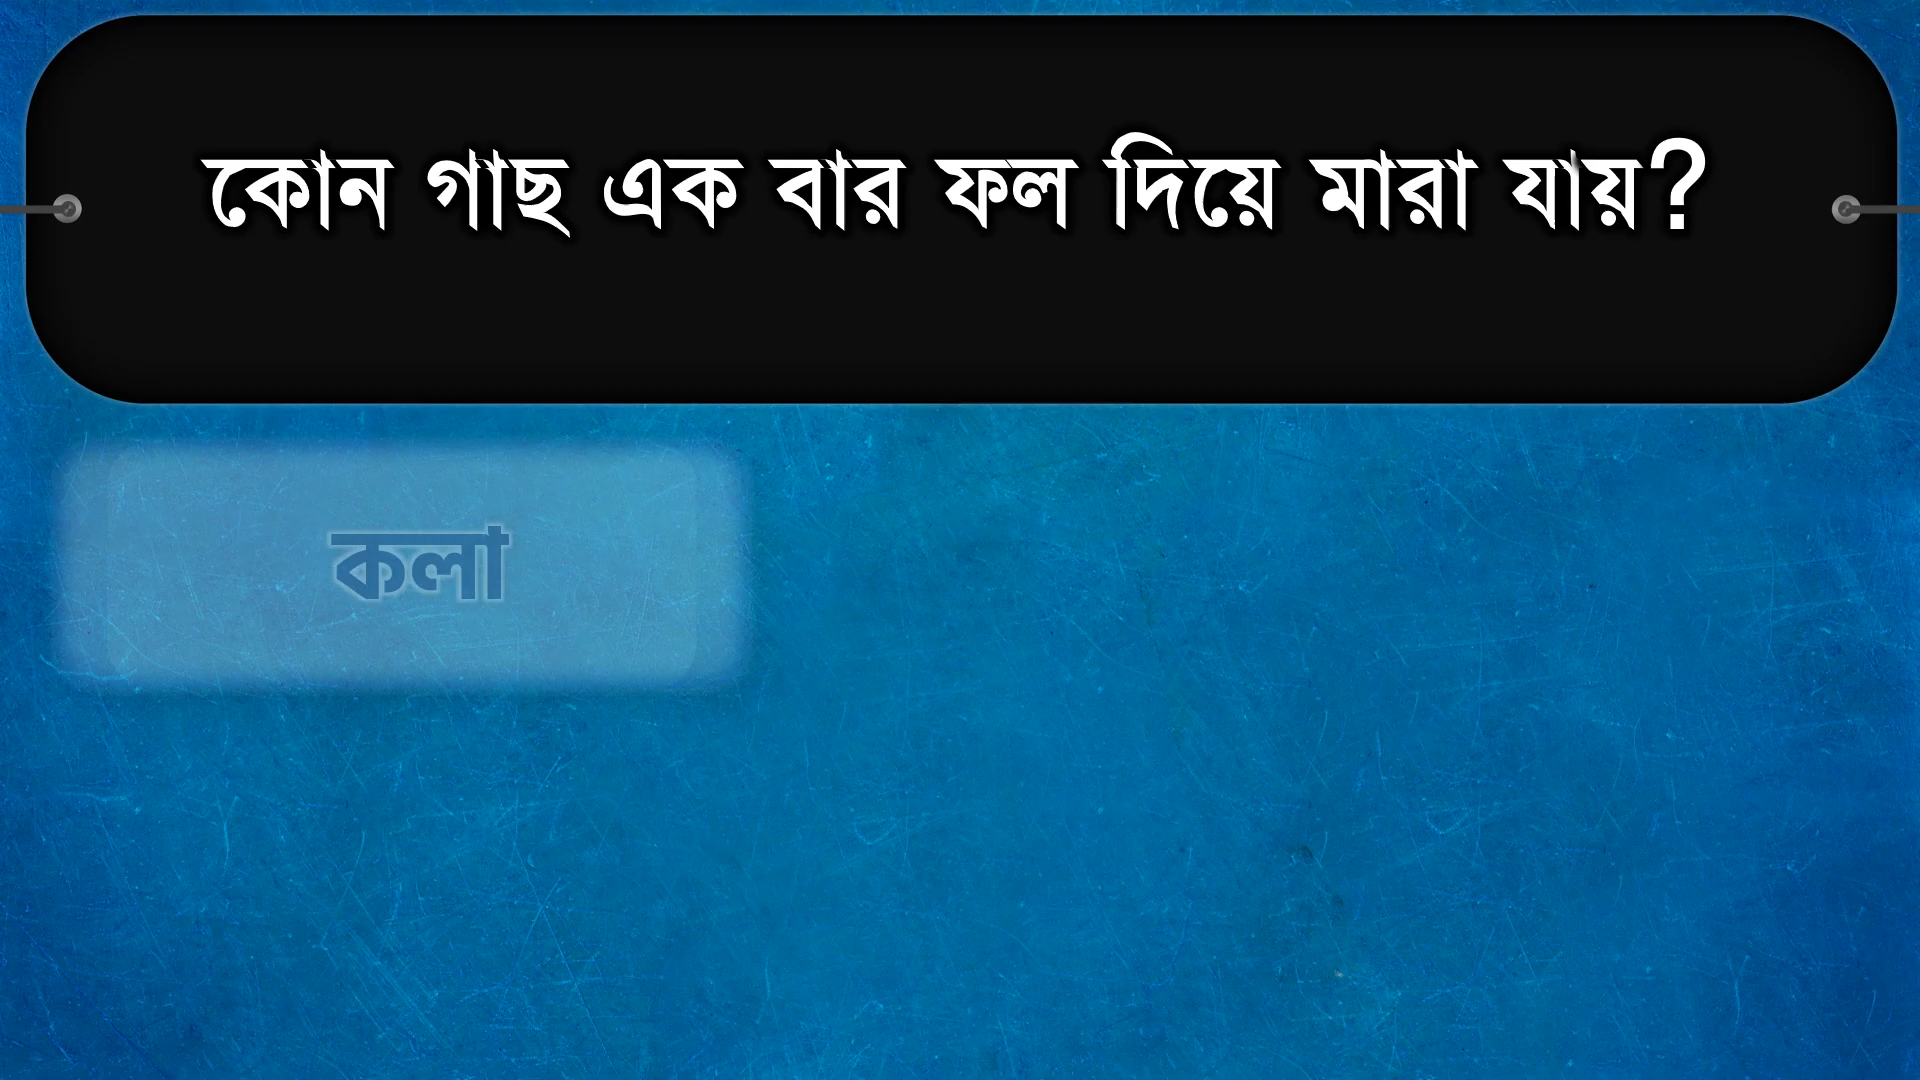 কোন গাছ এক বার ফল দিয়ে মারা যায়?
কলা